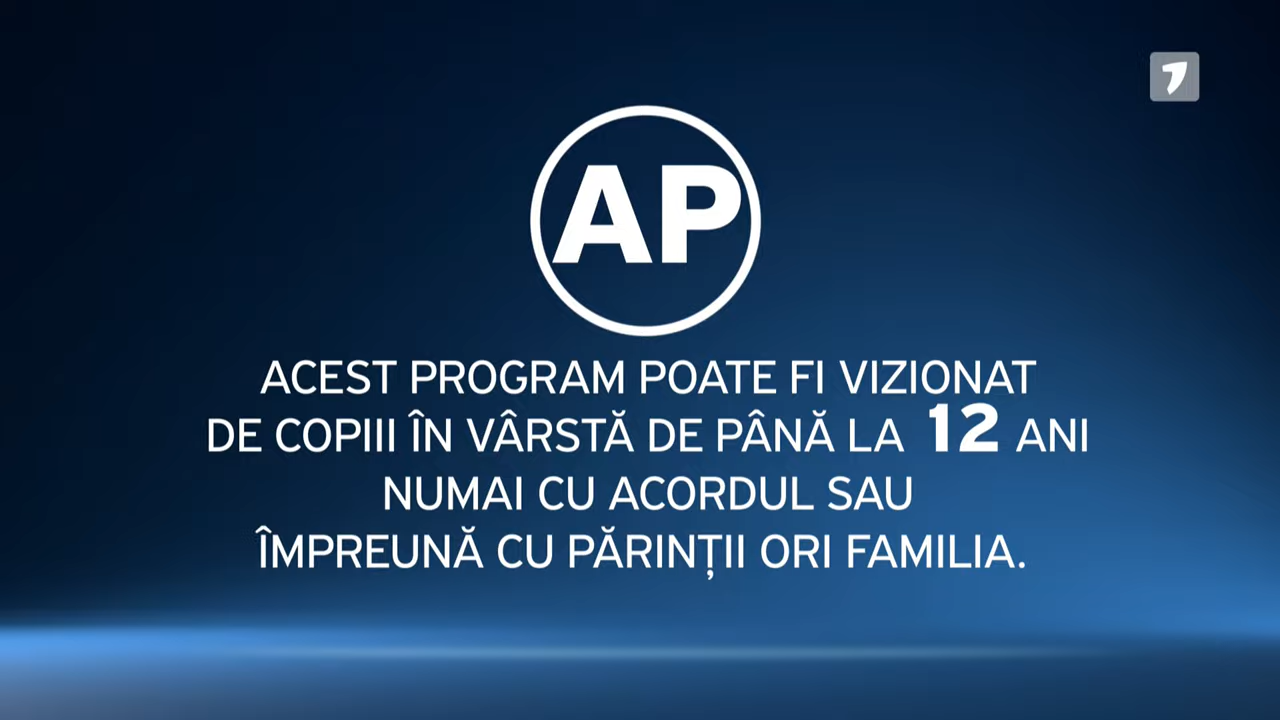 7
AP
ACEST PROGRAM POATE FI VIZIONAT
DE COPIII ÎN VÂRSTĂ DE PÂNĂ LA 12 ANI
NUMAI CU ACORDUL SAU
ÎMPREUNĂ CU PĂRINȚII ORI FAMILIA.